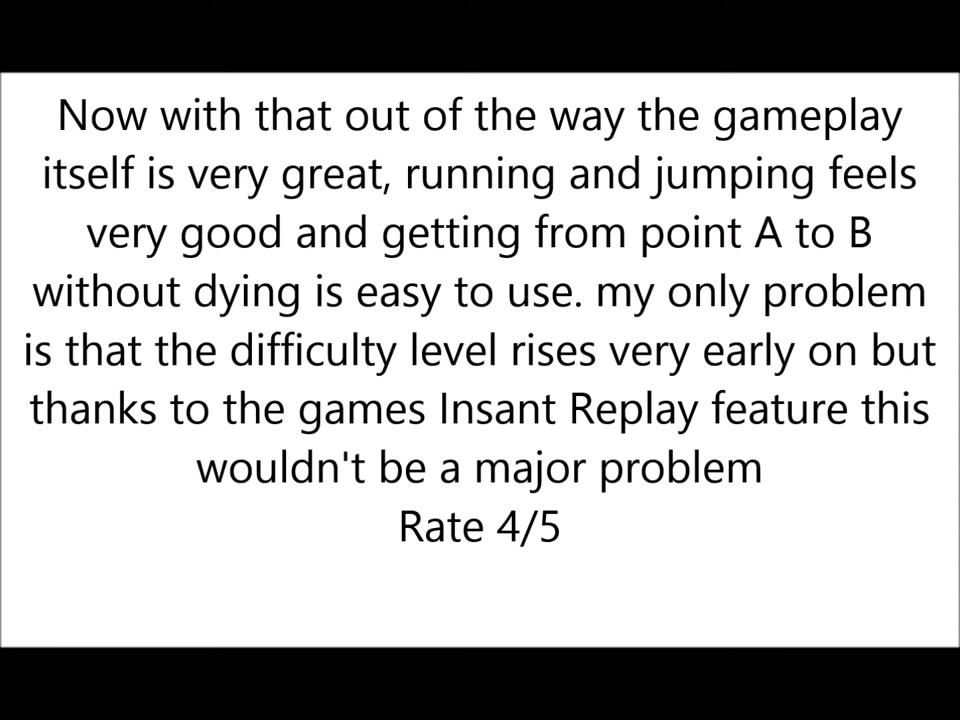 Now with that out of the way the gameplay
itself is very great, running and jumping feels
very good and getting from point A to B
without dying is easy to use. my only problem
is that the difficulty level rises very early on but
thanks to the games Insant Replay feature this
wouldn't be a major problem
Rate 4/5